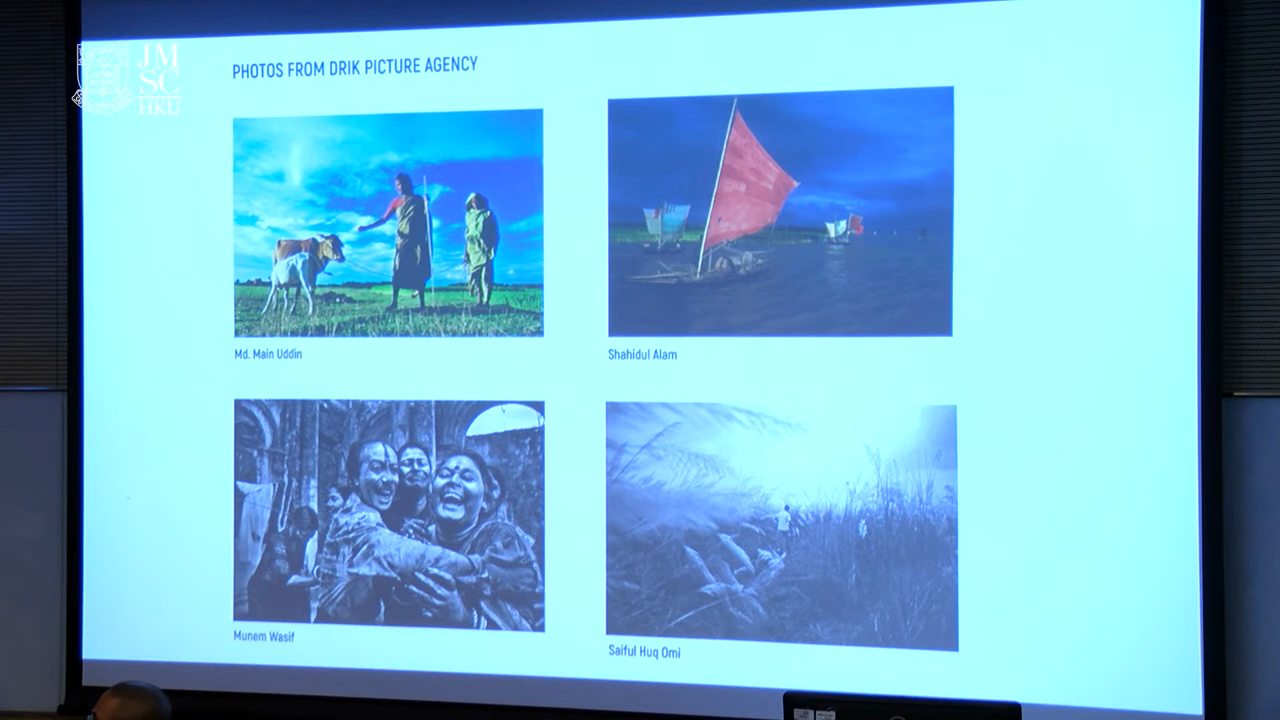 JM
SC
HKU
PHOTOS FROM DRIK PICTURE AGENCY
Md. Main Uddin
Shahidul Alam
Munem Wasif
Saiful Huq Omi